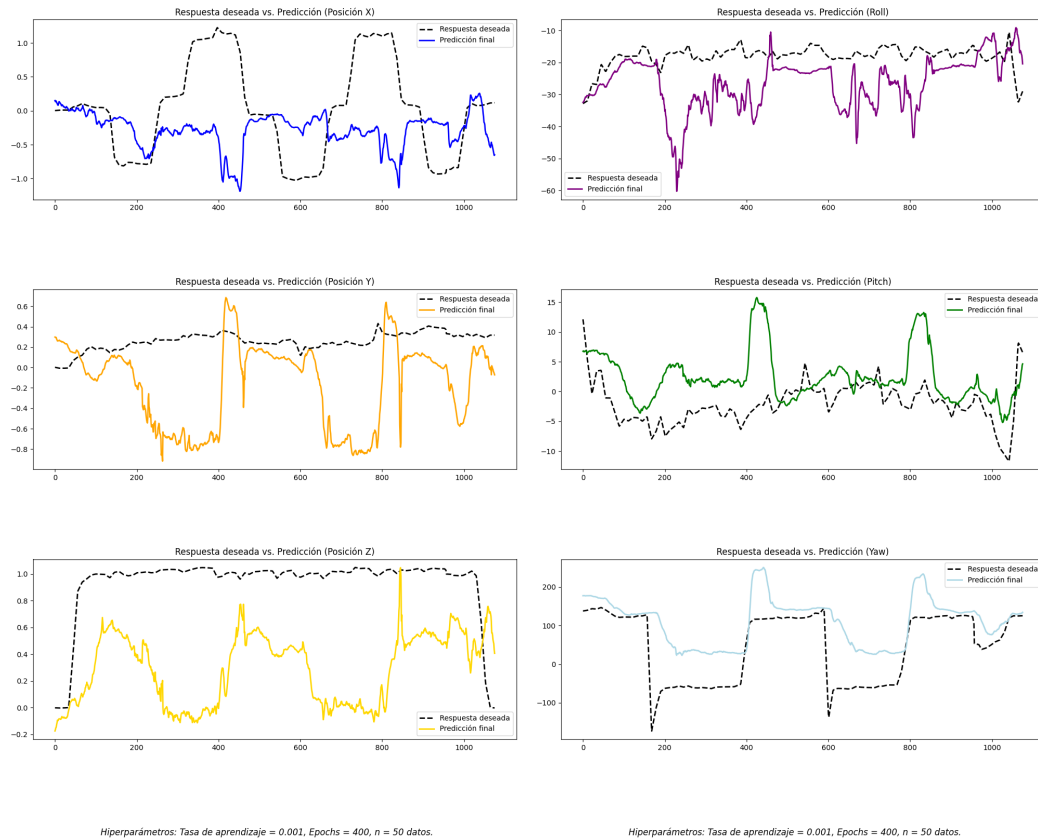 Respuesta deseada vs. Predicción (Posición X)
Respuesta deseada
Predicción final
1.0
0.5
0.0
−0.5
−1.0
0 200 400 600 800 1000
Respuesta deseada vs. Predicción (Roll)
−10
−20
−30
−40
−50
−60
Respuesta deseada
Predicción final
0 200 400 600 800 1000
Respuesta deseada vs. Predicción (Posición Y)
Respuesta deseada
Predicción final
0.6
0.4
0.2
0.0
−0.2
−0.4
−0.6
−0.8
0 200 400 600 800 1000
Respuesta deseada vs. Predicción (Pitch)
Respuesta deseada
Predicción final
15
10
5
0
−5
−10
0 200 400 600 800 1000
Respuesta deseada vs. Predicción (Posición Z)
1.0
0.8
0.6
0.4
0.2
0.0
−0.2
Respuesta deseada
Predicción final
0 200 400 600 800 1000
Respuesta deseada vs. Predicción (Yaw)
Respuesta deseada
Predicción final
200
100
0
−100
0 200 400 600 800 1000
Hiperparámetros: Tasa de aprendizaje = 0.001, Epochs = 400, n = 50 datos.
Hiperparámetros: Tasa de aprendizaje = 0.001, Epochs = 400, n = 50 datos.